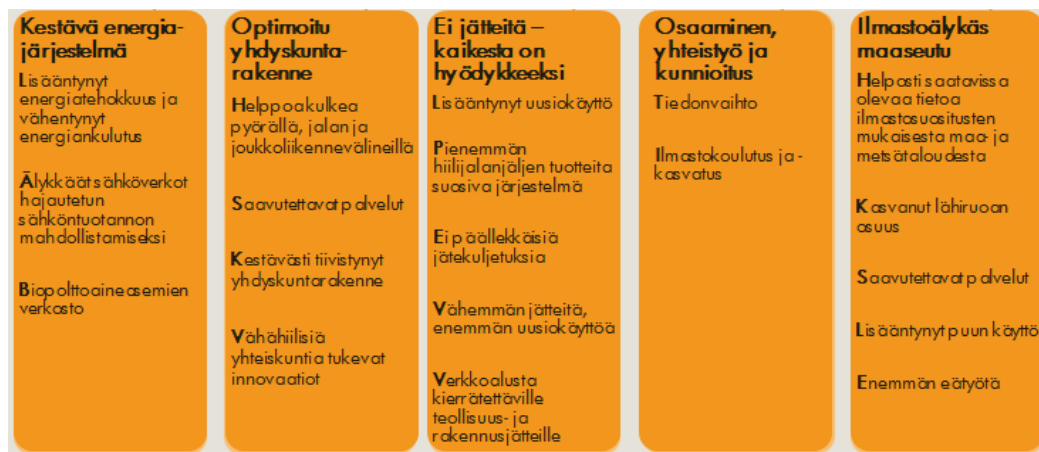 Kestävä energia-
järjestelmä
Lisääntynyt
energiatehokkuus ja
vähentynyt
energiankulutus
Älykkäät sähköverkot
hajautetun
sähköntuotannon
mahdollistamiseksi
Biopolttoaineasemien
verkosto
Optimoitu
yhdyskunta-
rakenne
Helppoa kulkea
pyörällä, jalan ja
joukkoliikennevälineillä
Saavutettavat palvelut
Kestävästi tiivistynyt
yhdyskuntarakenne
Vähähiilisiä
yhteiskuntia tukevat
innovaatiot
Ei jätteitä –
kaikesta on
hyödykkeeksi
Lisääntynyt uusiokäyttö
Pienemmän
hiilijalanjäljen tuotteita
suosiva järjestelmä
Ei päällekkäisiä
jätekuljetuksia
Vähemmän jätteitä,
enemmän uusiokäyttöä
Verkkoalusta
kierrätettäville
teollisuus- ja
rakennusjätteille
Osaaminen,
yhteistyö ja
kunnioitus
Tiedonvaihto
Ilmastokoulutus ja -
kasvatus
Ilmastoälykäs
maaseutu
Helposti saatavissa
olevaa tietoa
ilmastosuositusten
mukaisesta maa- ja
metsätaloudesta
Kasvanut lähiruoan
osuus
Saavutettavat palvelut
Lisääntynyt puun käyttö
Enemmän eätyötä